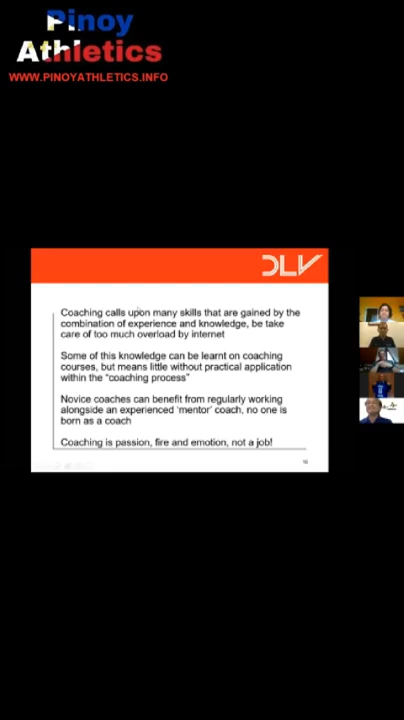 Pinoy
Athletics
WWW.PINOYATHLETICS.INFO
DLV
Coaching calls upon many skills that are gained by the
combination of experience and knowledge, be take
care of too much overload by internet
Some of this knowledge can be learnt on coaching
courses, but means little without practical application
within the “coaching process”
Novice coaches can benefit from regularly working
alongside an experienced ‘mentor’ coach, no one is
born as a coach
Coaching is passion, fire and emotion, not a job!